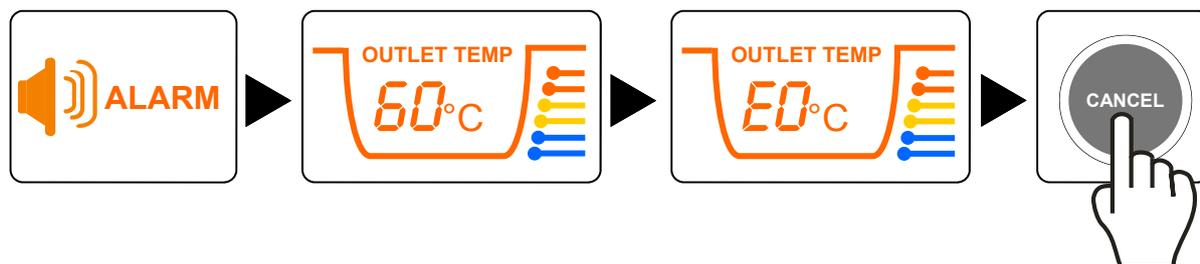 ALARM
OUTLET TEMP
60°C
OUTLET TEMP
E0°C
CANCEL